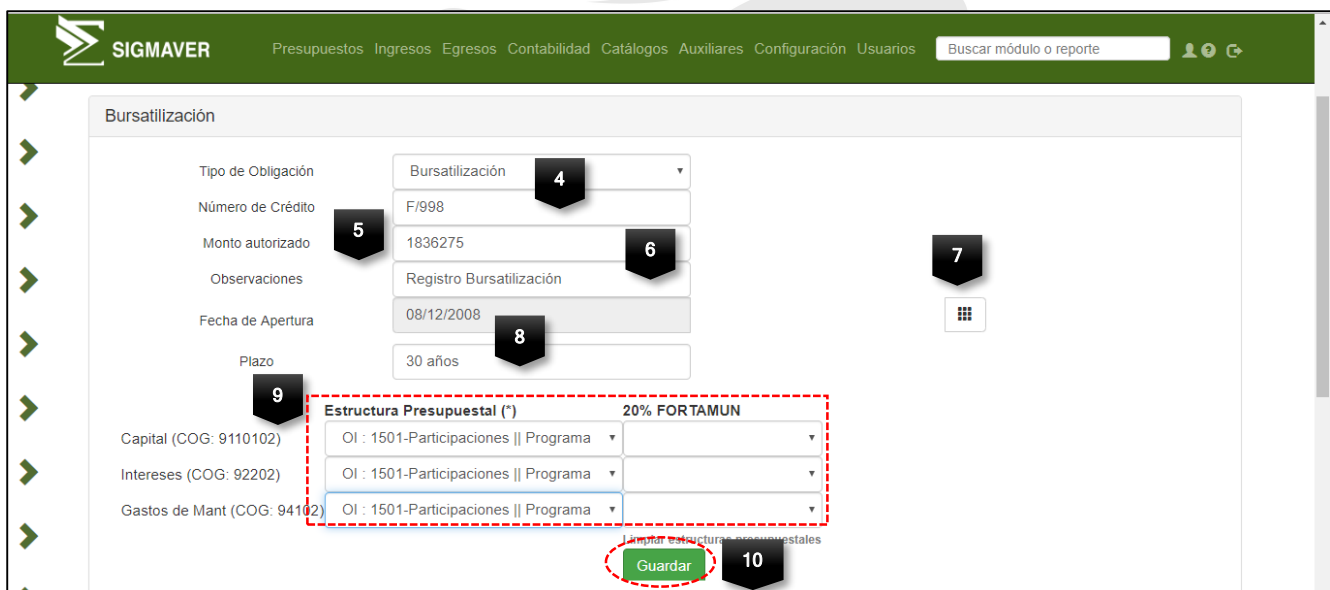 SIGMAVER Presupuestos Ingresos Egresos Contabilidad Catálogos Auxiliares Configuración Usuarios Buscar módulo o reporte
Bursatilización
Tipo de Obligación Bursatilización 4
Número de Crédito F/998
5
Monto autorizado 1836275 6 7
Observaciones Registro Bursatilización
Fecha de Apertura 08/12/2008
8
Plazo 30 años
9
Estructura Presupuestal (*) 20% FORTAMUN
Capital (COG: 9110102) OI : 1501-Participaciones || Programa
Intereses (COG: 92202) OI : 1501-Participaciones || Programa
Gastos de Mant (COG: 94102) OI : 1501-Participaciones || Programa
Limpiar estructuras presupuestales
Guardar 10